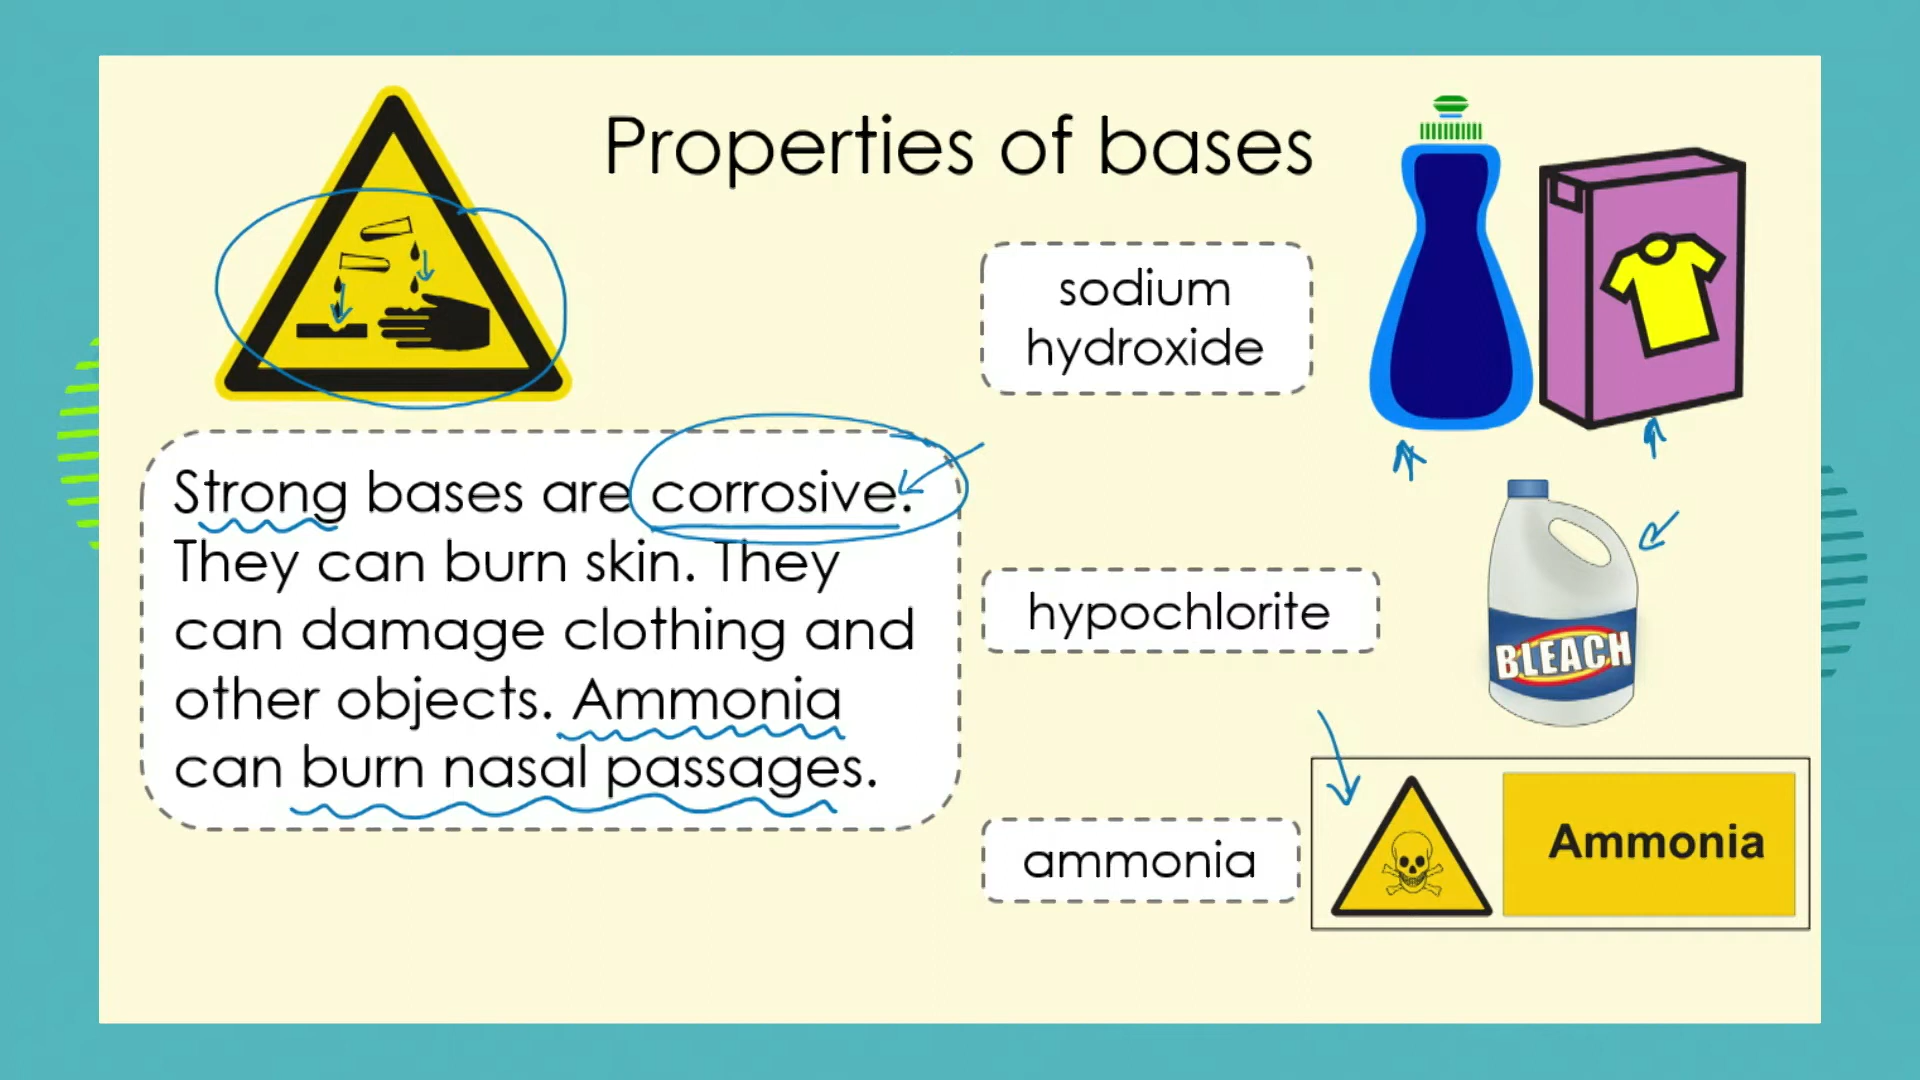 Properties of bases
sodium
hydroxide
Strong bases are corrosive.
They can burn skin. They
can damage clothing and
other objects. Ammonia
can burn nasal passages.
hypochlorite
BLEACH
ammonia
Ammonia